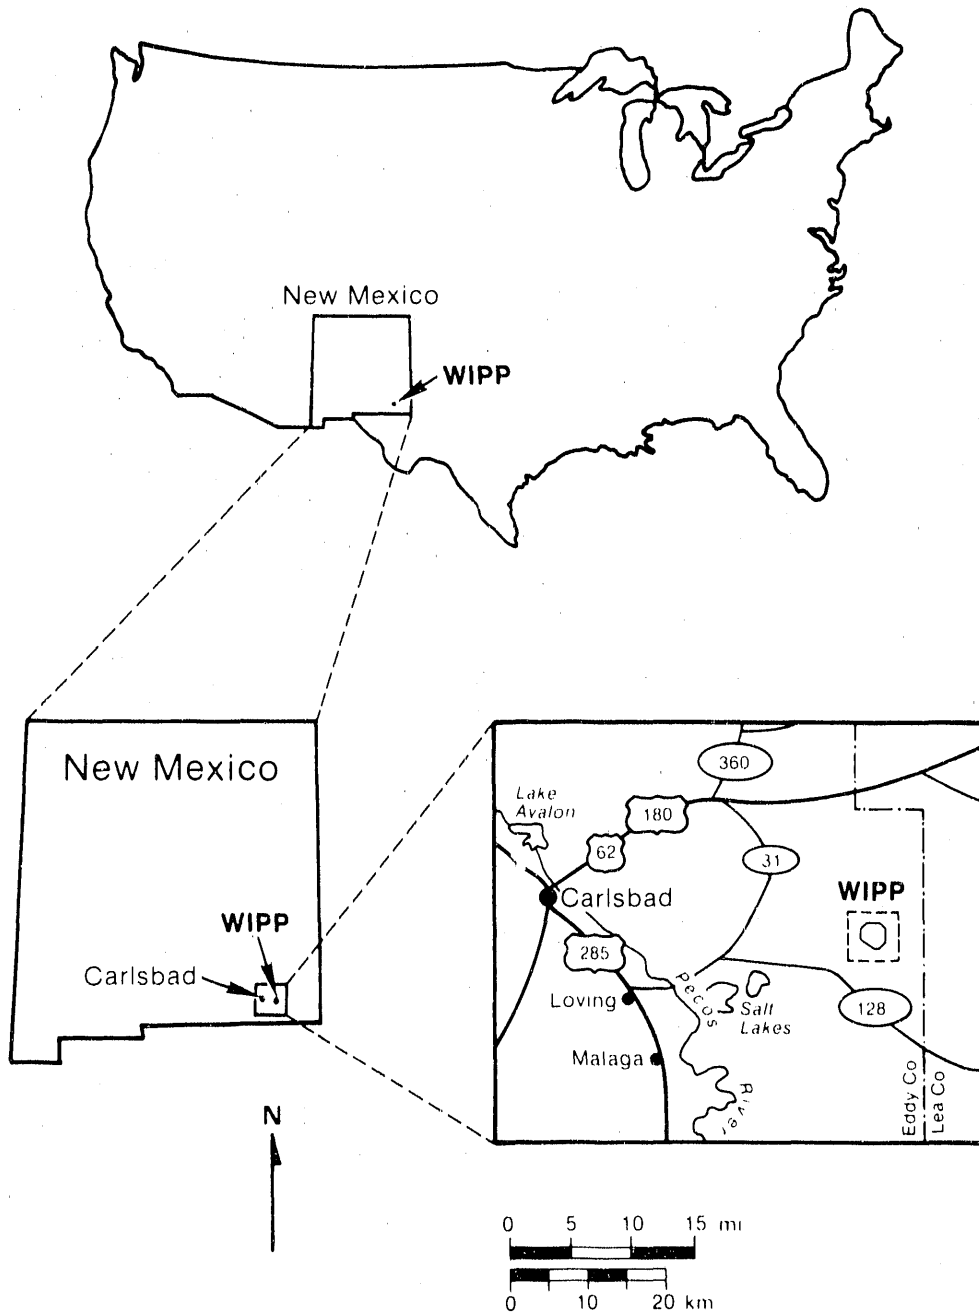 New Mexico
WIPP
New Mexico
WIPP
Carlsbad
N
360
Lake
Avalon
180
62
31
Carlsbad
WIPP
285
Pecos
River
Loving
Salt
Lakes
128
Malaga
Eddy Co
Lea Co
0 5 10 15 mi
0 10 20 km